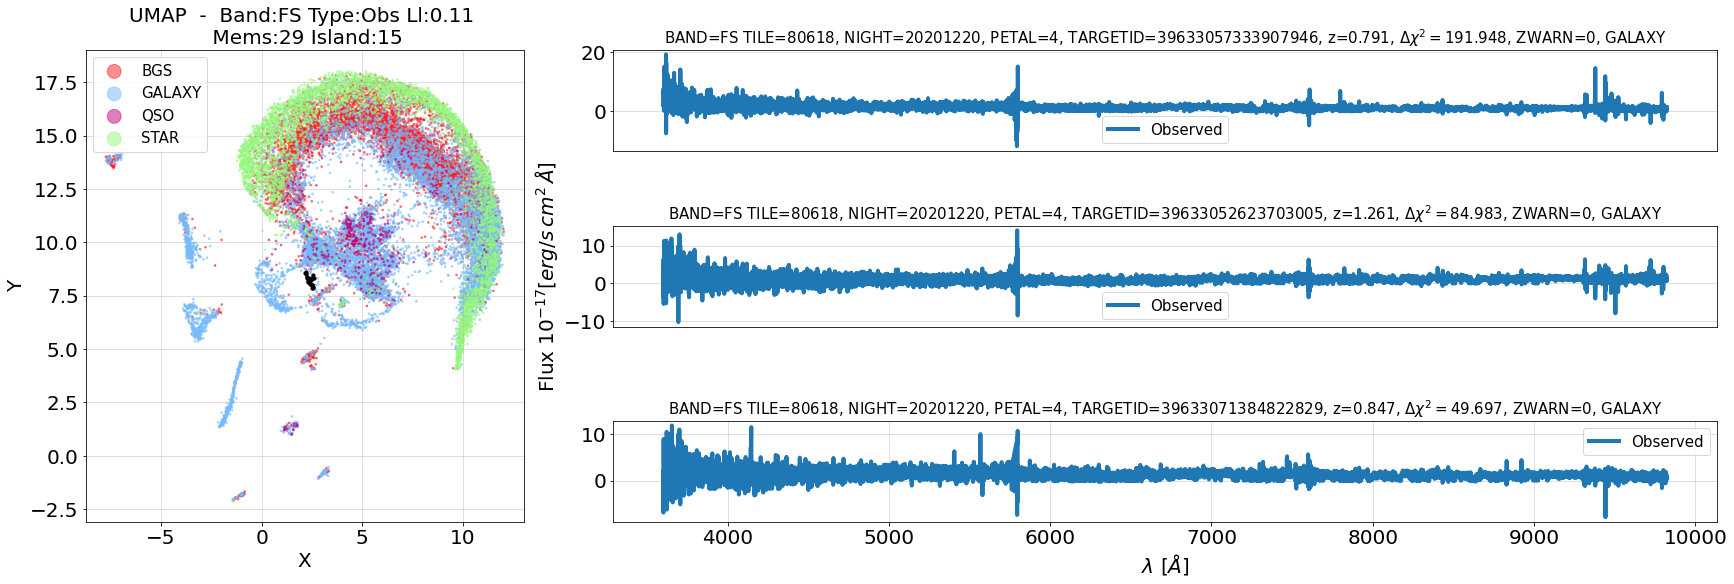 UMAP - Band:FS Type:Obs Ll:0.11
Mems:29 Island:15
BGS
GALAXY
QSO
STAR
17.5
15.0
12.5
10.0
7.5
5.0
2.5
0.0
−2.5
Y
−5
0
5
10
X
Flux 10⁻¹⁷[erg/s cm² Å]
BAND=FS TILE=80618, NIGHT=20201220, PETAL=4, TARGETID=39633057333907946, z=0.791, Δχ² = 191.948, ZWARN=0, GALAXY
20
0
Observed
BAND=FS TILE=80618, NIGHT=20201220, PETAL=4, TARGETID=39633052623703005, z=1.261, Δχ² = 84.983, ZWARN=0, GALAXY
10
0
−10
Observed
BAND=FS TILE=80618, NIGHT=20201220, PETAL=4, TARGETID=39633071384822829, z=0.847, Δχ² = 49.697, ZWARN=0, GALAXY
10
0
Observed
4000
5000
6000
7000
8000
9000
10000
λ [Å]